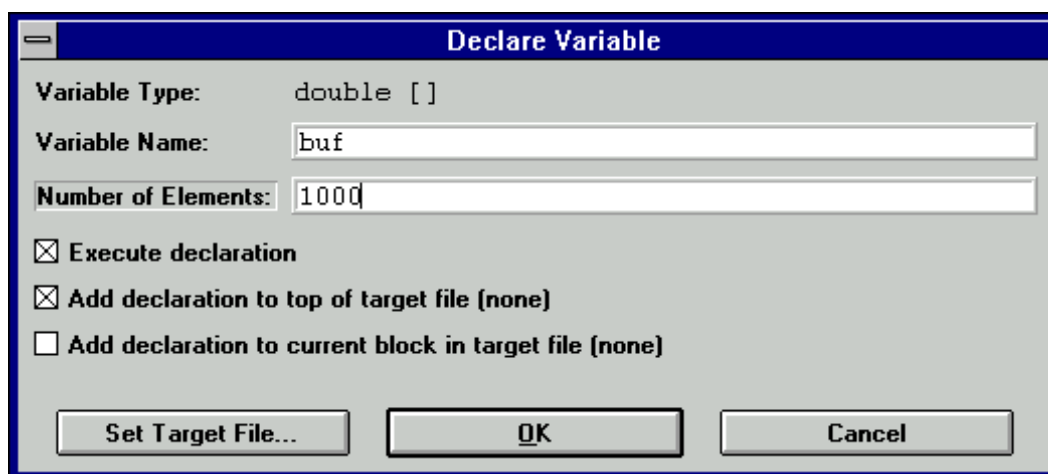 Declare Variable
Variable Type: double []
Variable Name: buf
Number of Elements: 1000
Execute declaration
Add declaration to top of target file (none)
Add declaration to current block in target file (none)
Set Target File... OK Cancel